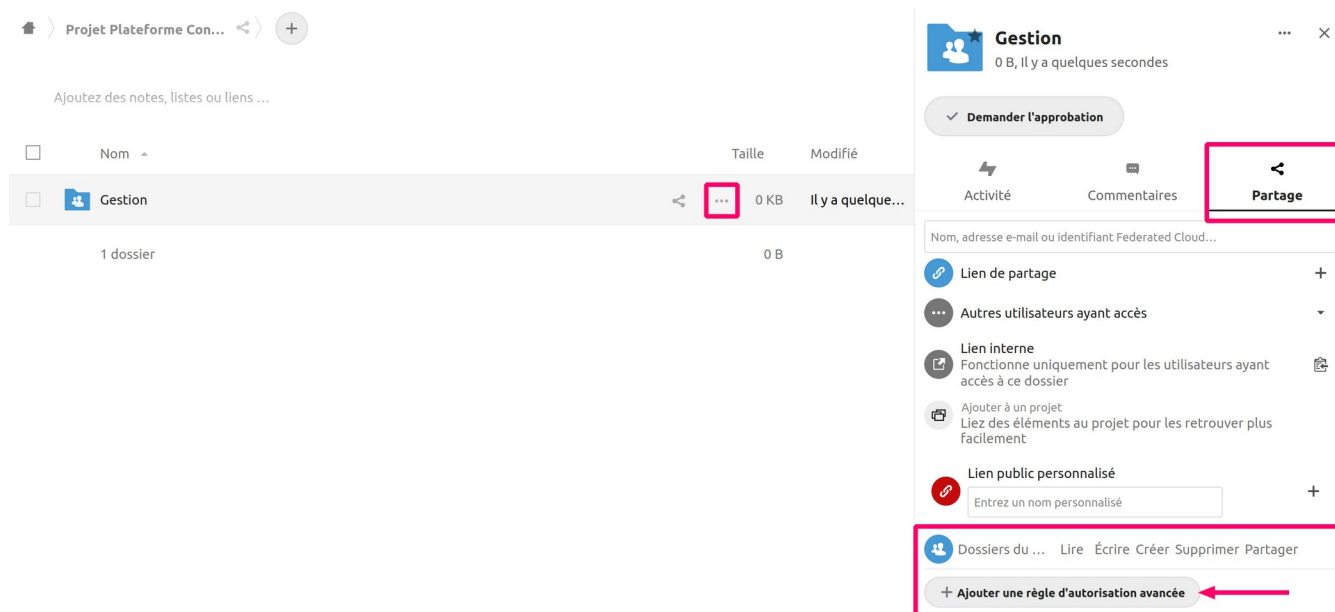 Projet Plateforme Con...
Ajoutez des notes, listes ou liens ...
Nom Taille Modifié
Gestion 0 KB Il y a quelque...
1 dossier 0 B
Gestion
0 B, Il y a quelques secondes
Demander l'approbation
Activité Commentaires Partage
Nom, adresse e-mail ou identifiant Federated Cloud...
Lien de partage
Autres utilisateurs ayant accès
Lien interne
Fonctionne uniquement pour les utilisateurs ayant
accès à ce dossier
Ajouter à un projet
Liez des éléments au projet pour les retrouver plus
facilement
Lien public personnalisé
Entrez un nom personnalisé
Dossiers du ... Lire Écrire Créer Supprimer Partager
+ Ajouter une règle d'autorisation avancée